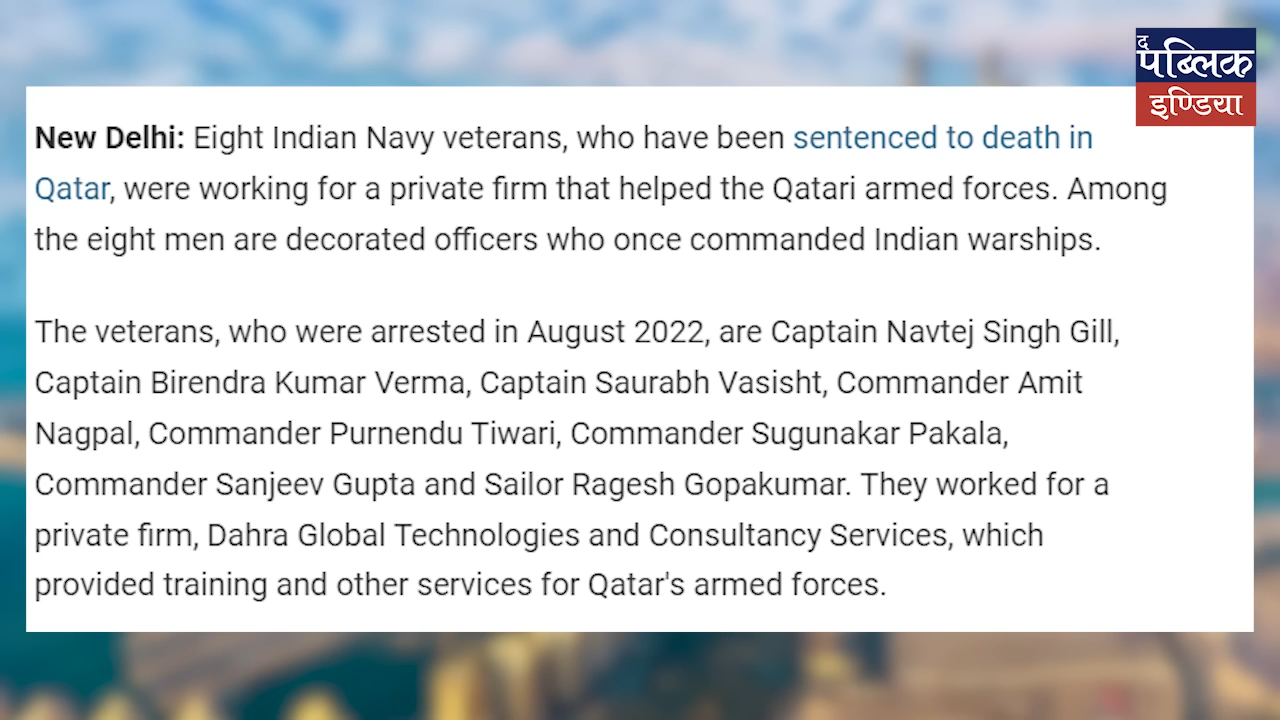 द
पब्लिक
इण्डिया
New Delhi: Eight Indian Navy veterans, who have been sentenced to death in
Qatar, were working for a private firm that helped the Qatari armed forces. Among
the eight men are decorated officers who once commanded Indian warships.
The veterans, who were arrested in August 2022, are Captain Navtej Singh Gill,
Captain Birendra Kumar Verma, Captain Saurabh Vasisht, Commander Amit
Nagpal, Commander Purnendu Tiwari, Commander Sugunakar Pakala,
Commander Sanjeev Gupta and Sailor Ragesh Gopakumar. They worked for a
private firm, Dahra Global Technologies and Consultancy Services, which
provided training and other services for Qatar's armed forces.